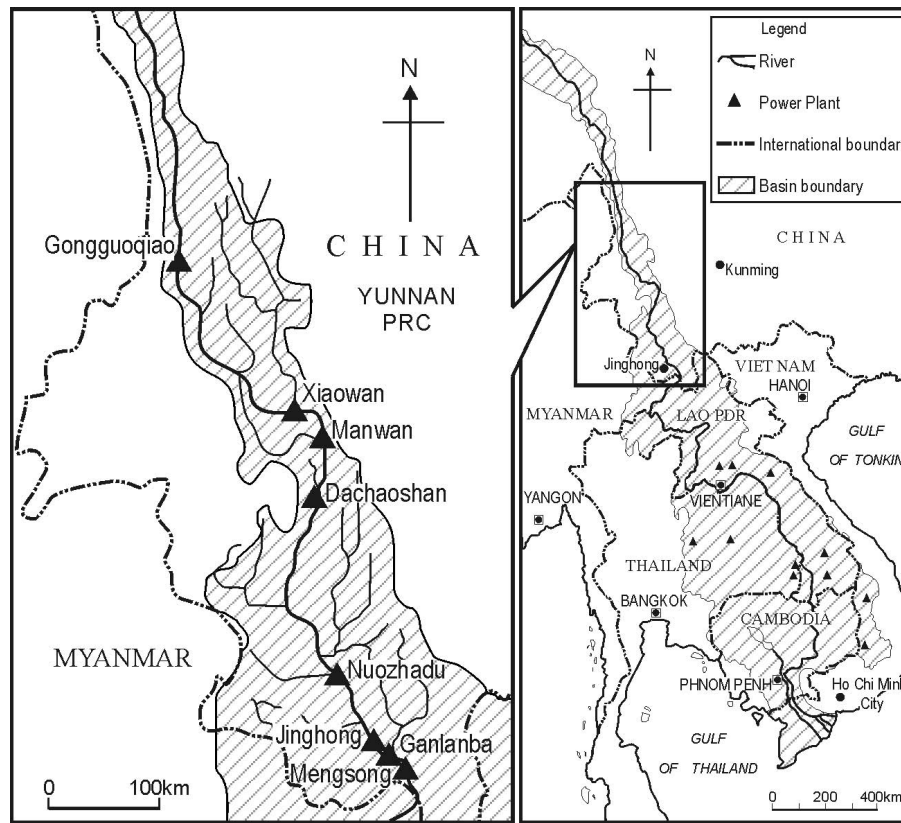 N
Gongguoqiao
CHINA
YUNNAN
PRC
Xiaowan
Manwan
Dachaoshan
MYANMAR
Nuozhadu
Jinghong
Ganlanba
Mengsong
0
100km
Legend
River
Power Plant
International boundar
Basin boundary
N
CHINA
Kunming
Jinghong
VIET NAM
HANOI
MYANMAR
LAO PDR
GULF
OF TONKIN
YANGON
VIENTIANE
THAILAND
BANGKOK
CAMBODIA
PHNOM PENH
Ho Chi Minh
City
GULF
OF THAILAND
0 200 400km